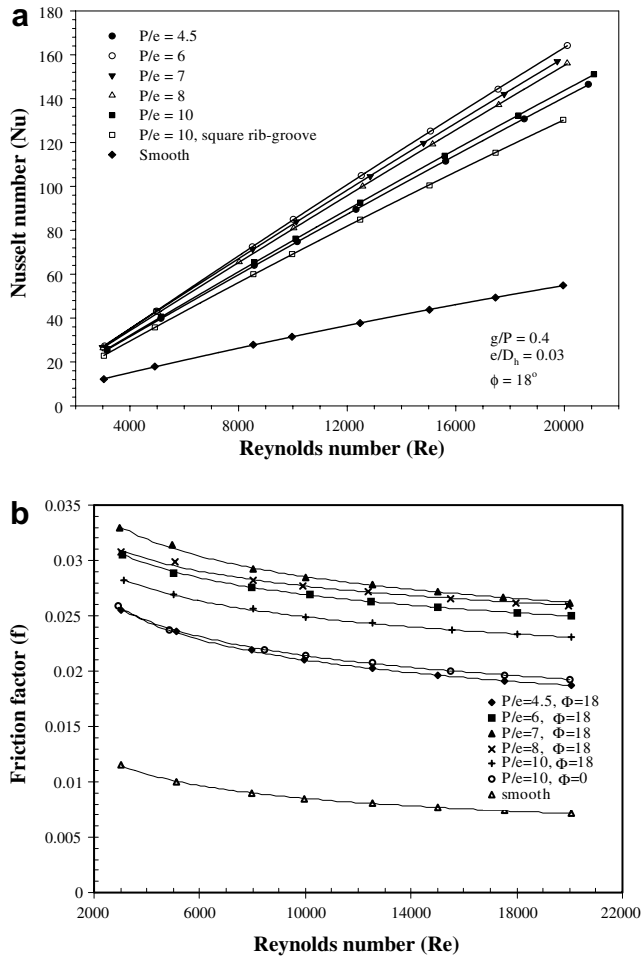 a
180
160
140
120
100
80
60
40
20
0
Nusselt number (Nu)
P/e = 4.5
P/e = 6
P/e = 7
P/e = 8
P/e = 10
P/e = 10, square rib-groove
Smooth
g/P = 0.4
e/Dh = 0.03
ϕ = 18°
4000 8000 12000 16000 20000
Reynolds number (Re)
b
0.035
0.03
0.025
0.02
0.015
0.01
0.005
0
Friction factor (f)
P/e=4.5, Φ=18
P/e=6, Φ=18
P/e=7, Φ=18
P/e=8, Φ=18
P/e=10, Φ=18
P/e=10, Φ=0
smooth
2000 6000 10000 14000 18000 22000
Reynolds number (Re)